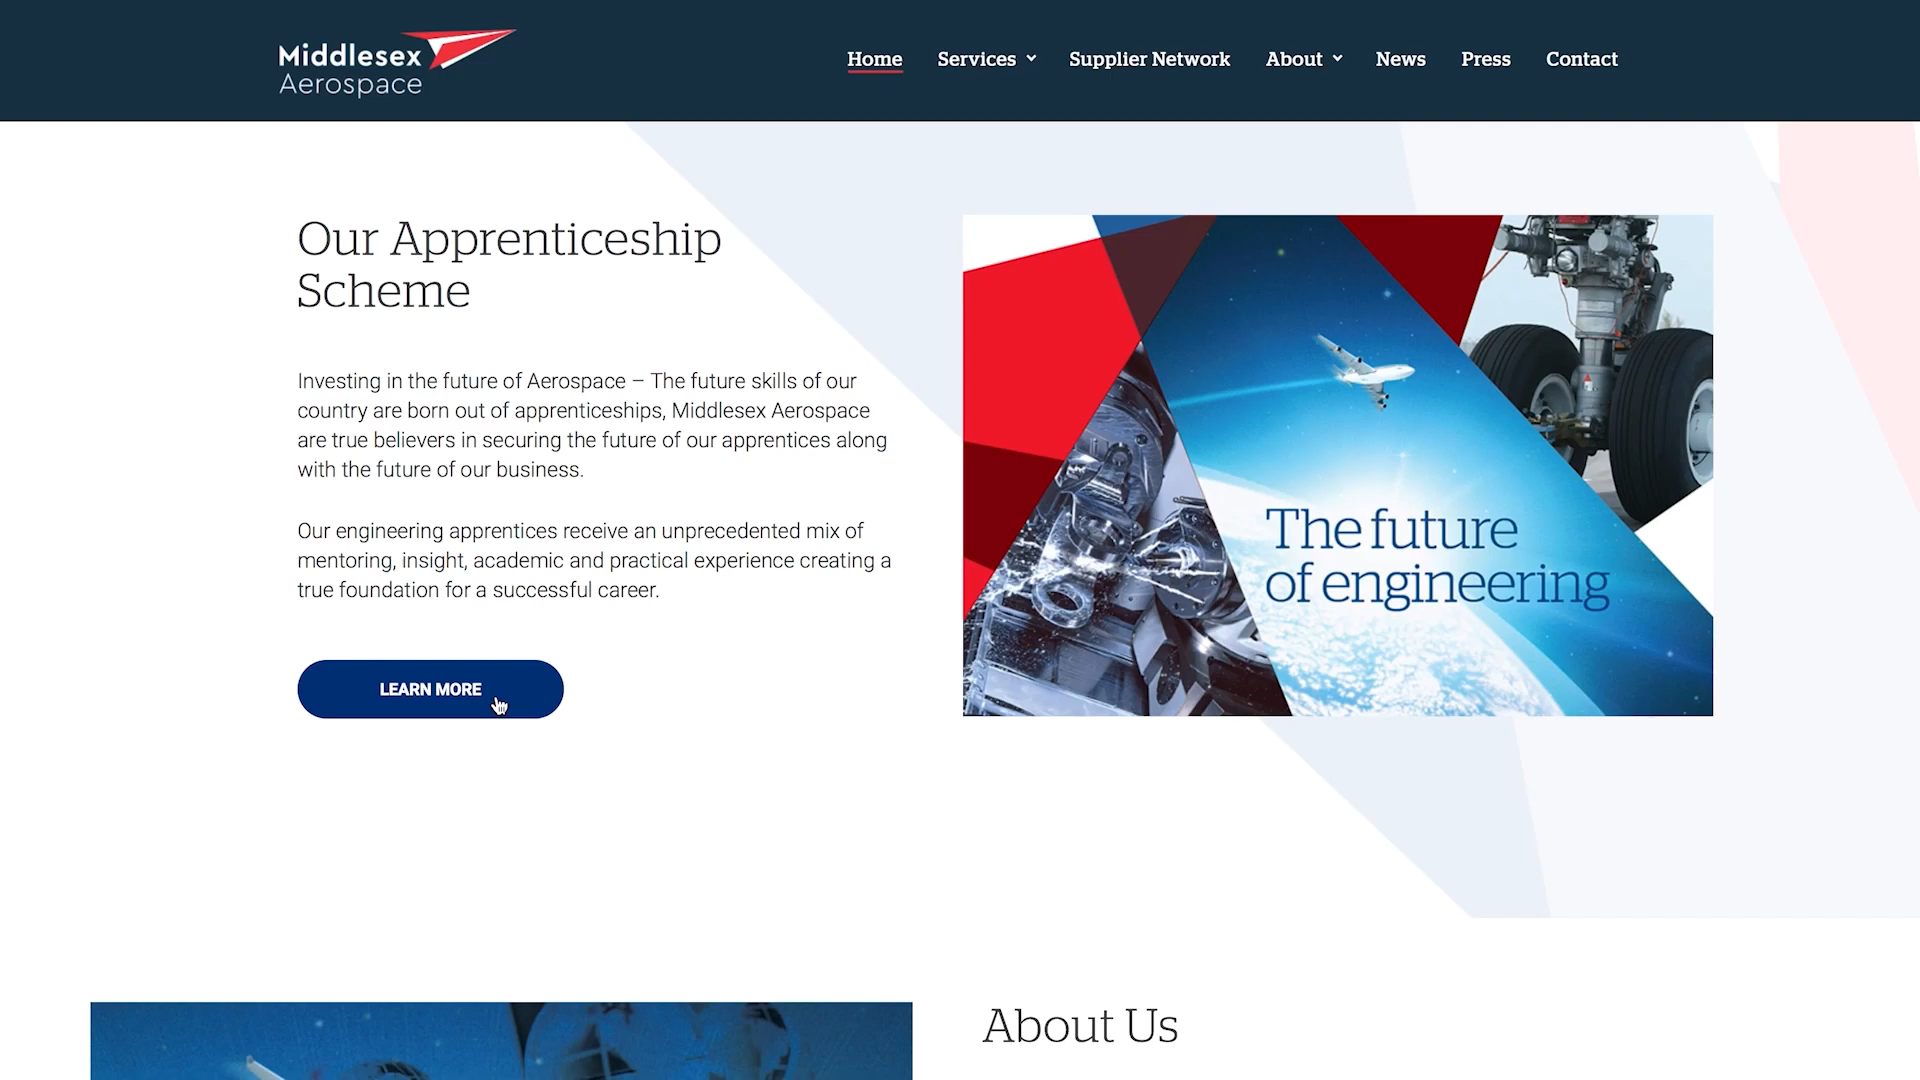 Middlesex
Aerospace
Home Services Supplier Network About News Press Contact
Our Apprenticeship
Scheme
Investing in the future of Aerospace – The future skills of our
country are born out of apprenticeships, Middlesex Aerospace
are true believers in securing the future of our apprentices along
with the future of our business.
Our engineering apprentices receive an unprecedented mix of
mentoring, insight, academic and practical experience creating a
true foundation for a successful career.
LEARN MORE
The future
of engineering
About Us